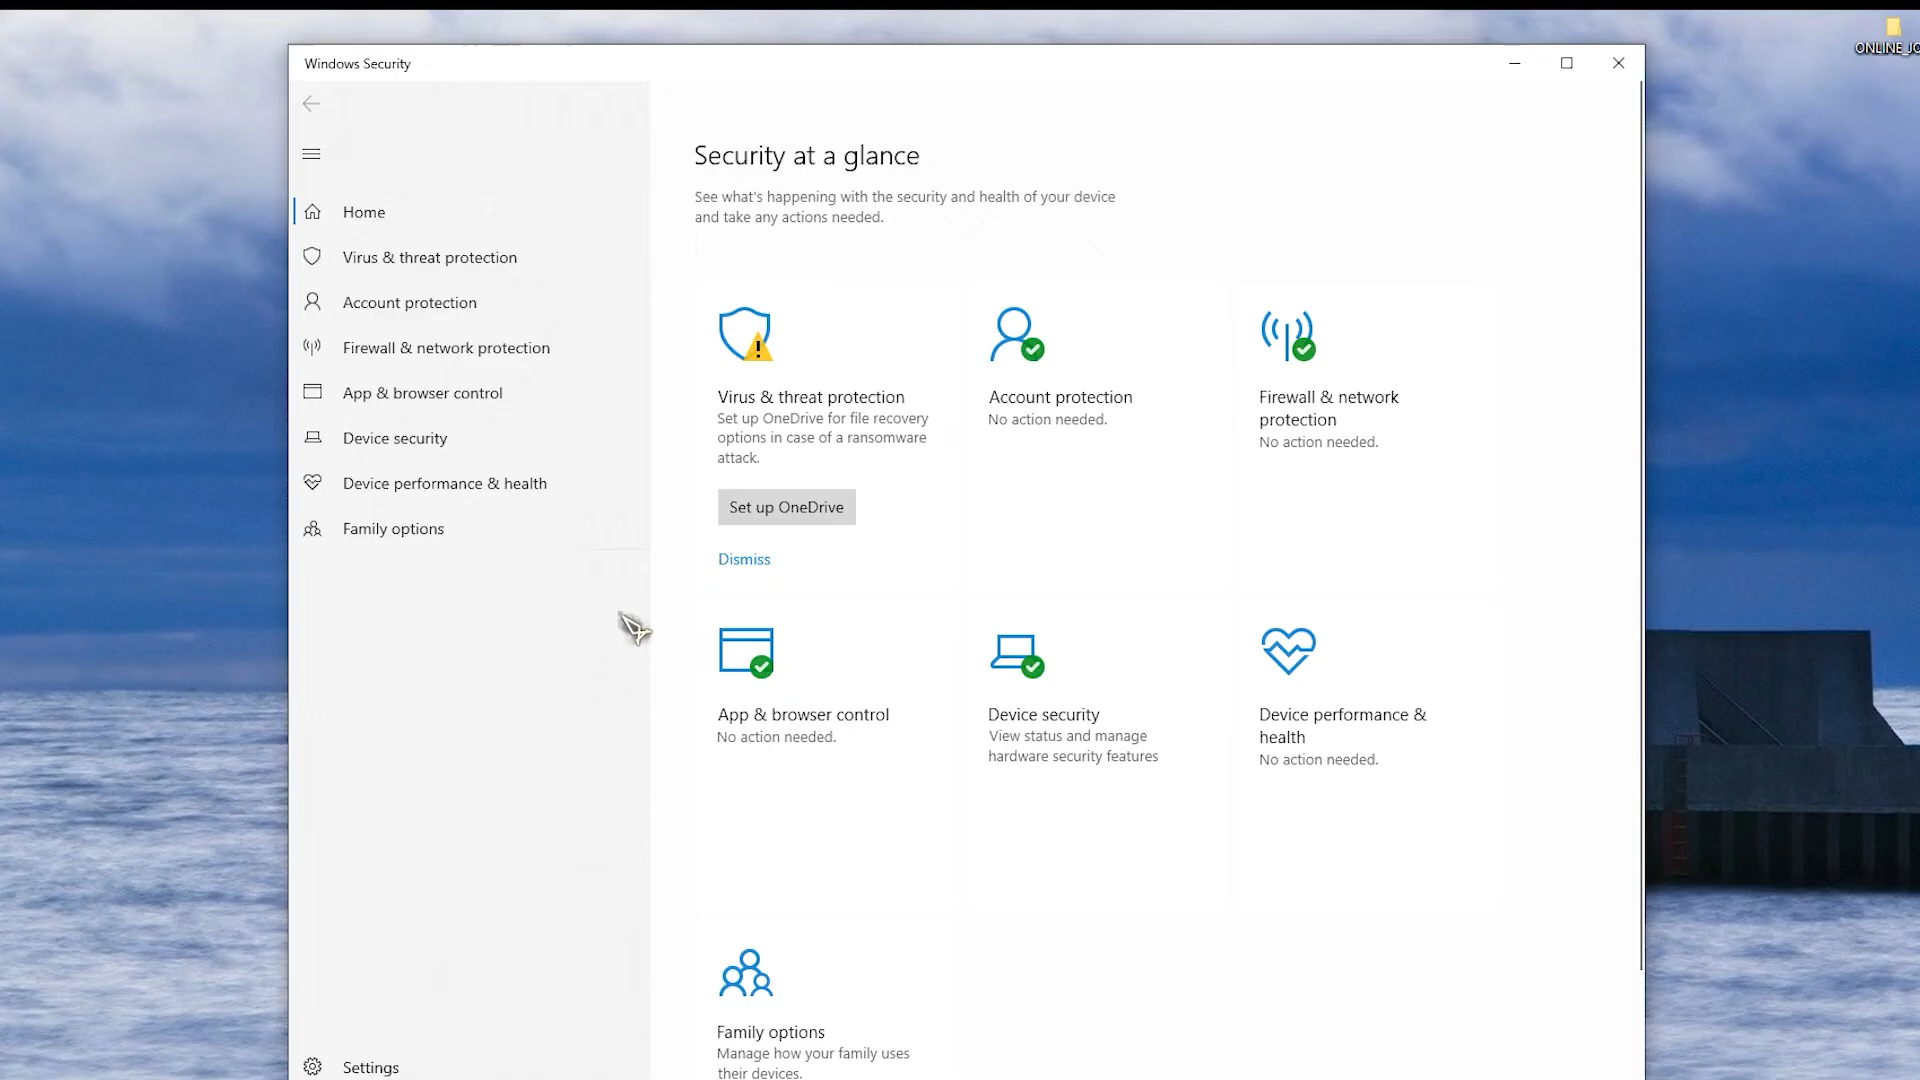 ONLINE_JO
Windows Security
Home
Virus & threat protection
Account protection
Firewall & network protection
App & browser control
Device security
Device performance & health
Family options
Settings
Security at a glance
See what's happening with the security and health of your device
and take any actions needed.
Virus & threat protection
Set up OneDrive for file recovery
options in case of a ransomware
attack.
Set up OneDrive
Dismiss
Account protection
No action needed.
Firewall & network
protection
No action needed.
App & browser control
No action needed.
Device security
View status and manage
hardware security features
Device performance &
health
No action needed.
Family options
Manage how your family uses
their devices.